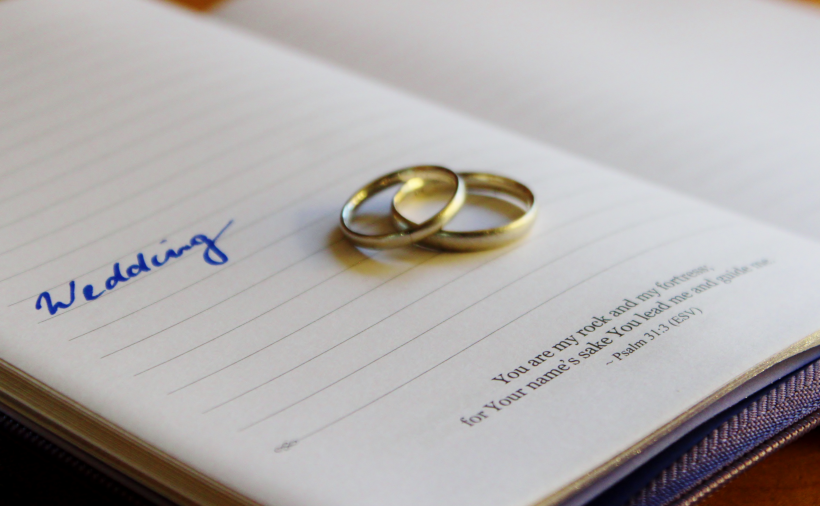 Wedding
You are my rock and my fortress;
for Your name's sake You lead me and guide me
~ Psalm 31:3 (ESV)